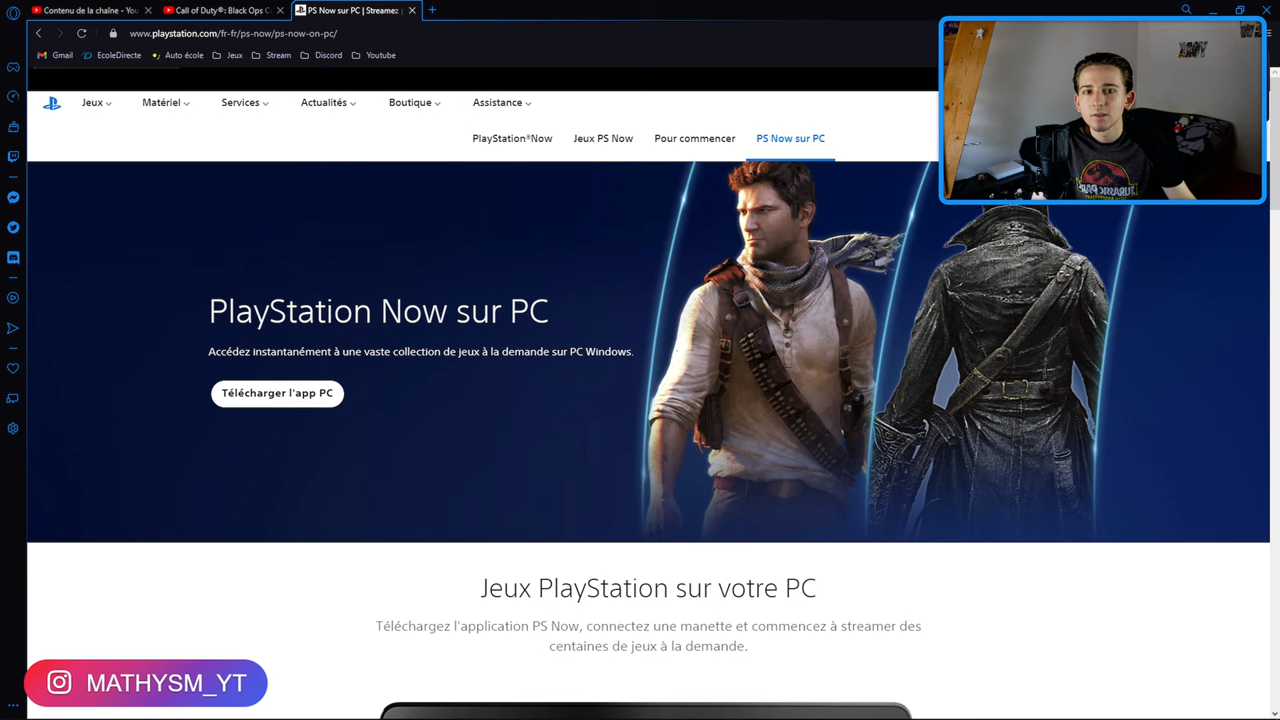 Contenu de la chaîne - You
Call of Duty®: Black Ops C
PS Now sur PC | Streamez
www.playstation.com/fr-fr/ps-now/ps-now-on-pc/
Gmail
EcoleDirecte
Auto école
Jeux
Stream
Discord
Youtube
Jeux
Matériel
Services
Actualités
Boutique
Assistance
PlayStation®Now
Jeux PS Now
Pour commencer
PS Now sur PC
PlayStation Now sur PC
Accédez instantanément à une vaste collection de jeux à la demande sur PC Windows.
Télécharger l'app PC
Jeux PlayStation sur votre PC
Téléchargez l'application PS Now, connectez une manette et commencez à streamer des
centaines de jeux à la demande.
MATHYSM_YT